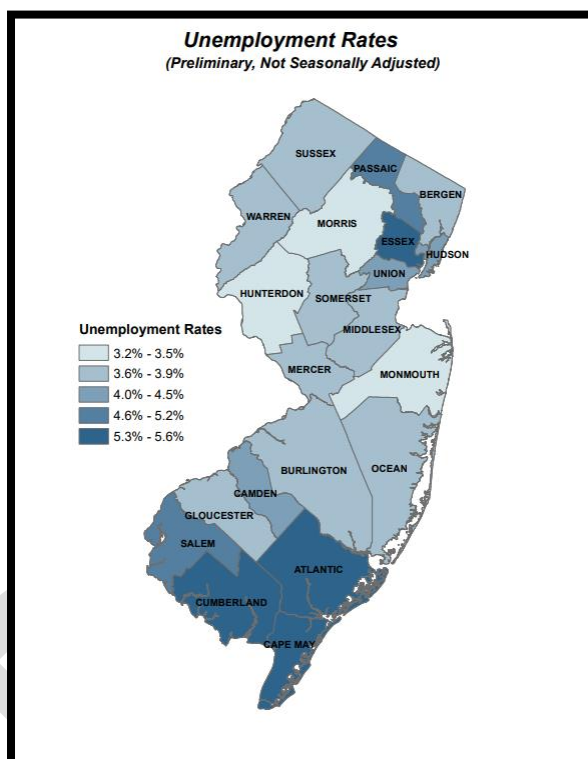 Unemployment Rates
(Preliminary, Not Seasonally Adjusted)
SUSSEX
PASSAIC
BERGEN
WARREN
MORRIS
ESSEX
HUDSON
UNION
HUNTERDON
SOMERSET
MIDDLESEX
MERCER
MONMOUTH
Unemployment Rates
3.2% - 3.5%
3.6% - 3.9%
4.0% - 4.5%
4.6% - 5.2%
5.3% - 5.6%
BURLINGTON
OCEAN
CAMDEN
GLOUCESTER
SALEM
ATLANTIC
CUMBERLAND
CAPE MAY